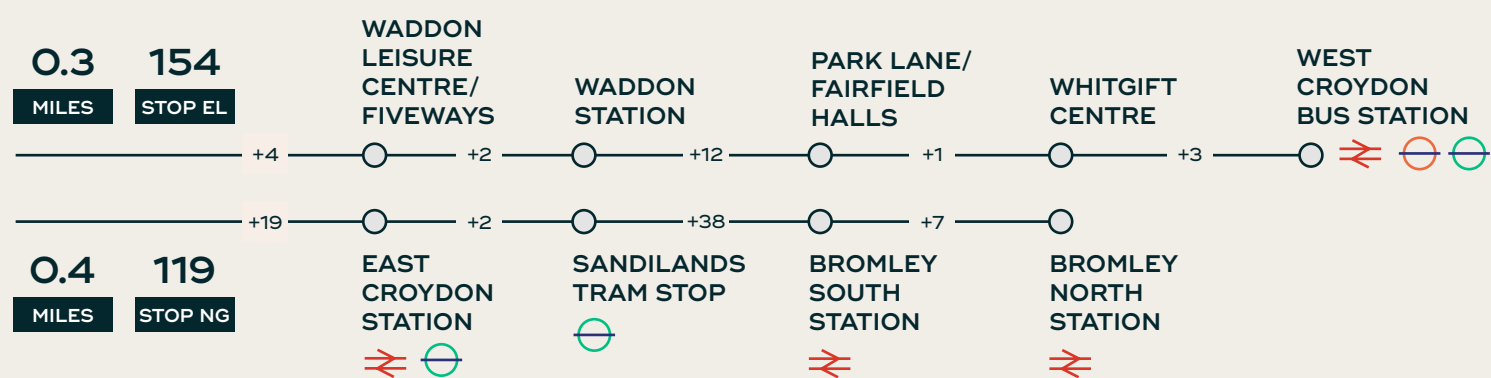 0.3
MILES
154
STOP EL
WADDON
LEISURE
CENTRE/
FIVEWAYS
WADDON
STATION
PARK LANE/
FAIRFIELD
HALLS
WHITGIFT
CENTRE
WEST
CROYDON
BUS STATION
+4
+2
+12
+1
+3
+19
+2
+38
+7
0.4
MILES
119
STOP NG
EAST
CROYDON
STATION
SANDILANDS
TRAM STOP
BROMLEY
SOUTH
STATION
BROMLEY
NORTH
STATION